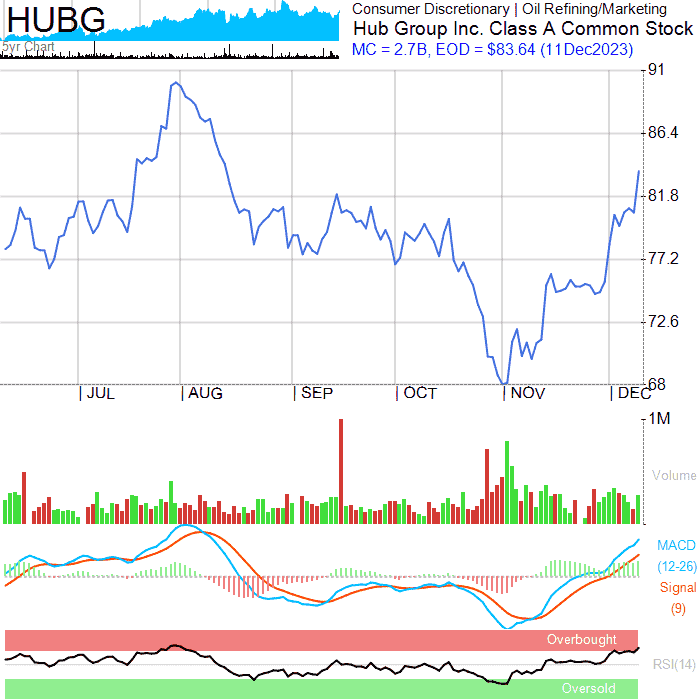 HUBG
5yr Chart
Consumer Discretionary | Oil Refining/Marketing
Hub Group Inc. Class A Common Stock
MC = 2.7B, EOD = $83.64 (11Dec2023)
91
86.4
81.8
77.2
72.6
68
JUL AUG SEP OCT NOV DEC
1M
Volume
MACD
(12-26)
Signal
(9)
Overbought
RSI(14)
Oversold